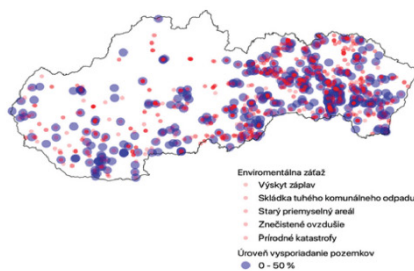 Enviromentálna záťaž
Výskyt záplav
Skládka tuhého komunálneho odpadu
Starý priemyselný areál
Znečistené ovzdušie
Prírodné katastrofy
Úroveň vysporiadanie pozemkov
0 - 50 %